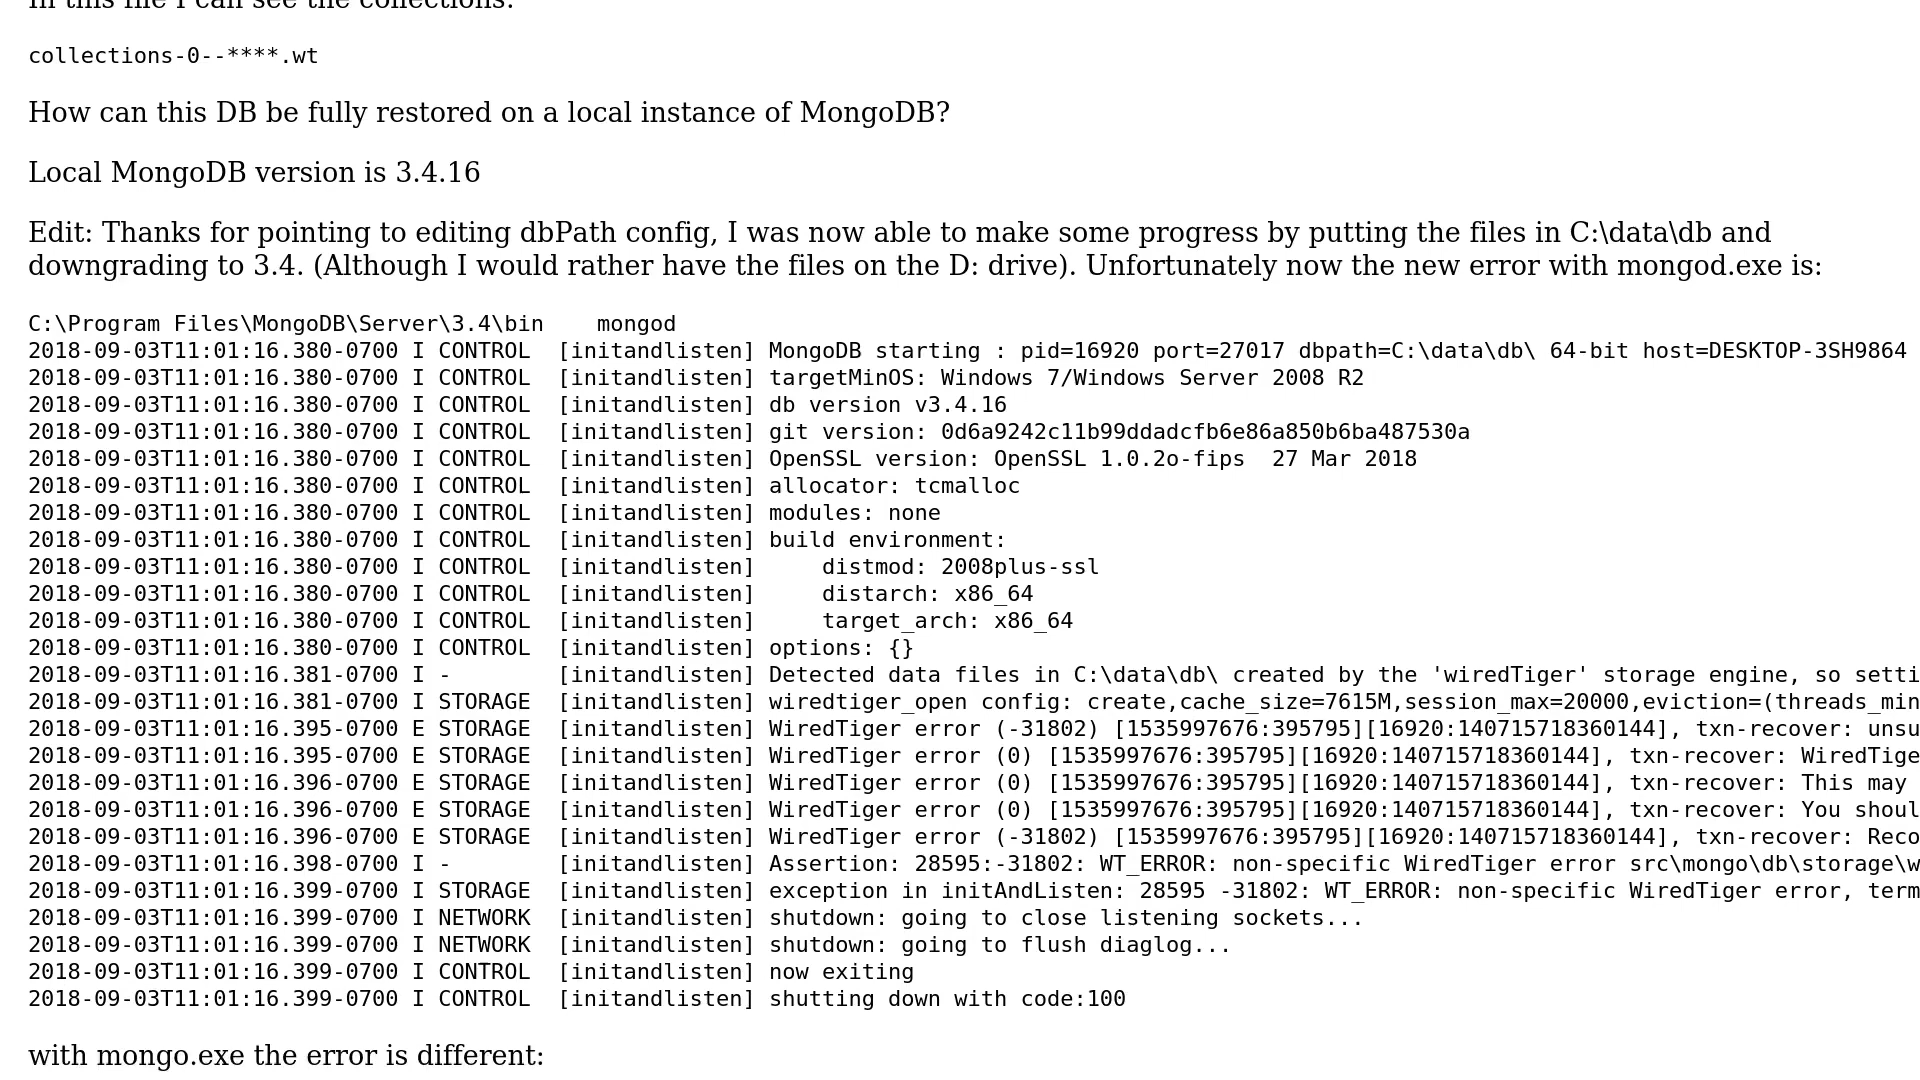 In this file I can see the collections:
collections-0--****.wt
How can this DB be fully restored on a local instance of MongoDB?
Local MongoDB version is 3.4.16
Edit: Thanks for pointing to editing dbPath config, I was now able to make some progress by putting the files in C:\data\db and
downgrading to 3.4. (Although I would rather have the files on the D: drive). Unfortunately now the new error with mongod.exe is:
C:\Program Files\MongoDB\Server\3.4\bin    mongod
2018-09-03T11:01:16.380-0700 I CONTROL  [initandlisten] MongoDB starting : pid=16920 port=27017 dbpath=C:\data\db\ 64-bit host=DESKTOP-3SH9864
2018-09-03T11:01:16.380-0700 I CONTROL  [initandlisten] targetMinOS: Windows 7/Windows Server 2008 R2
2018-09-03T11:01:16.380-0700 I CONTROL  [initandlisten] db version v3.4.16
2018-09-03T11:01:16.380-0700 I CONTROL  [initandlisten] git version: 0d6a9242c11b99ddadcfb6e86a850b6ba487530a
2018-09-03T11:01:16.380-0700 I CONTROL  [initandlisten] OpenSSL version: OpenSSL 1.0.2o-fips  27 Mar 2018
2018-09-03T11:01:16.380-0700 I CONTROL  [initandlisten] allocator: tcmalloc
2018-09-03T11:01:16.380-0700 I CONTROL  [initandlisten] modules: none
2018-09-03T11:01:16.380-0700 I CONTROL  [initandlisten] build environment:
2018-09-03T11:01:16.380-0700 I CONTROL  [initandlisten]     distmod: 2008plus-ssl
2018-09-03T11:01:16.380-0700 I CONTROL  [initandlisten]     distarch: x86_64
2018-09-03T11:01:16.380-0700 I CONTROL  [initandlisten]     target_arch: x86_64
2018-09-03T11:01:16.380-0700 I CONTROL  [initandlisten] options: {}
2018-09-03T11:01:16.381-0700 I -        [initandlisten] Detected data files in C:\data\db\ created by the 'wiredTiger' storage engine, so setti
2018-09-03T11:01:16.381-0700 I STORAGE  [initandlisten] wiredtiger_open config: create,cache_size=7615M,session_max=20000,eviction=(threads_min
2018-09-03T11:01:16.395-0700 E STORAGE  [initandlisten] WiredTiger error (-31802) [1535997676:395795][16920:140715718360144], txn-recover: unsu
2018-09-03T11:01:16.395-0700 E STORAGE  [initandlisten] WiredTiger error (0) [1535997676:395795][16920:140715718360144], txn-recover: WiredTige
2018-09-03T11:01:16.396-0700 E STORAGE  [initandlisten] WiredTiger error (0) [1535997676:395795][16920:140715718360144], txn-recover: This may
2018-09-03T11:01:16.396-0700 E STORAGE  [initandlisten] WiredTiger error (0) [1535997676:395795][16920:140715718360144], txn-recover: You shoul
2018-09-03T11:01:16.396-0700 E STORAGE  [initandlisten] WiredTiger error (-31802) [1535997676:395795][16920:140715718360144], txn-recover: Reco
2018-09-03T11:01:16.398-0700 I -        [initandlisten] Assertion: 28595:-31802: WT_ERROR: non-specific WiredTiger error src\mongo\db\storage\w
2018-09-03T11:01:16.399-0700 I STORAGE  [initandlisten] exception in initAndListen: 28595 -31802: WT_ERROR: non-specific WiredTiger error, term
2018-09-03T11:01:16.399-0700 I NETWORK  [initandlisten] shutdown: going to close listening sockets...
2018-09-03T11:01:16.399-0700 I NETWORK  [initandlisten] shutdown: going to flush diaglog...
2018-09-03T11:01:16.399-0700 I CONTROL  [initandlisten] now exiting
2018-09-03T11:01:16.399-0700 I CONTROL  [initandlisten] shutting down with code:100
with mongo.exe the error is different: